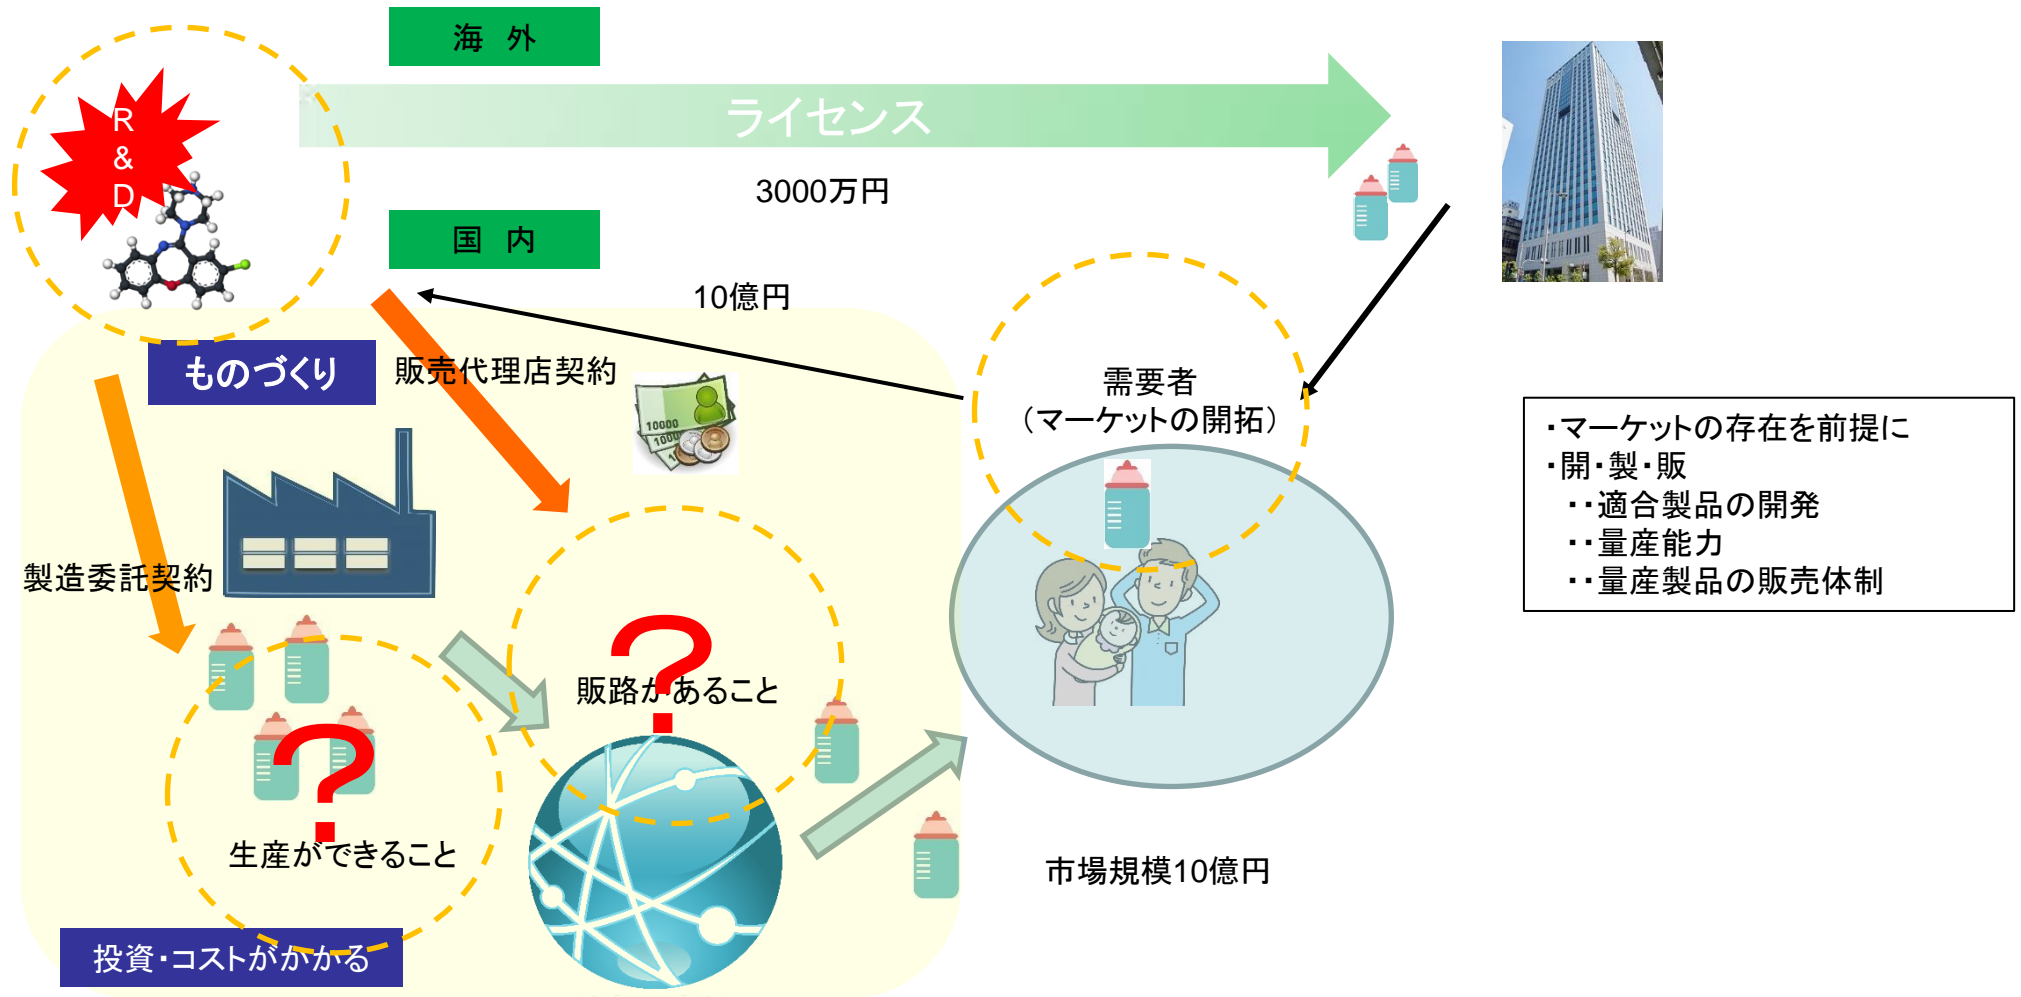 海 外
R
&
D
ライセンス
3000万円
国 内
10億円
ものづくり
販売代理店契約
需要者
（マーケットの開拓）
10000
・マーケットの存在を前提に
・開・製・販
・・適合製品の開発
・・量産能力
・・量産製品の販売体制
製造委託契約
?
販路があること
?
生産ができること
市場規模10億円
投資・コストがかかる